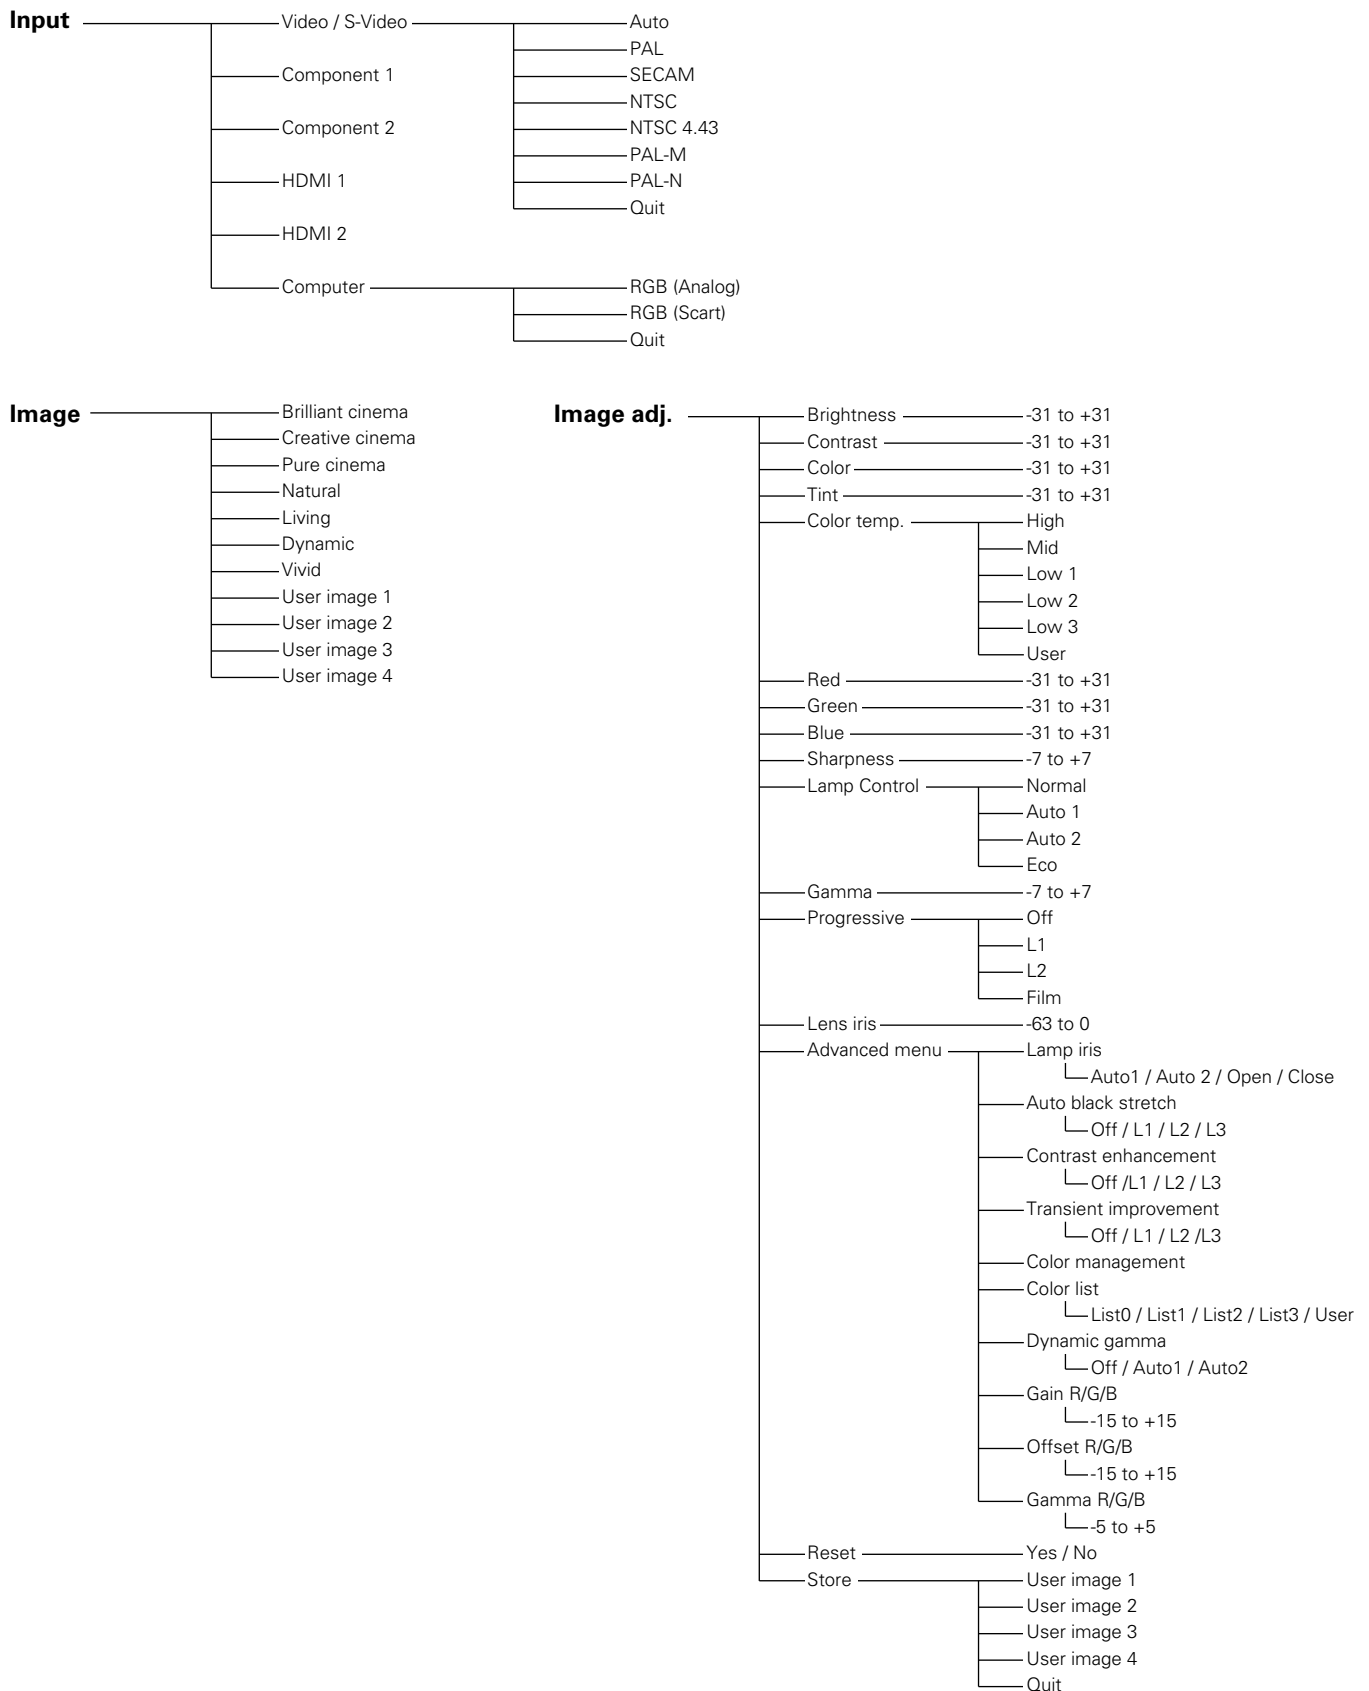 Input Video / S-Video Auto
PAL
Component 1 SECAM
NTSC
Component 2 NTSC 4.43
PAL-M
HDMI 1 PAL-N
Quit
HDMI 2
Computer RGB (Analog)
RGB (Scart)
Quit
Image Brilliant cinema
Creative cinema
Pure cinema
Natural
Living
Dynamic
Vivid
User image 1
User image 2
User image 3
User image 4
Image adj. Brightness -31 to +31
Contrast -31 to +31
Color -31 to +31
Tint -31 to +31
Color temp. High
Mid
Low 1
Low 2
Low 3
User
Red -31 to +31
Green -31 to +31
Blue -31 to +31
Sharpness -7 to +7
Lamp Control Normal
Auto 1
Auto 2
Eco
Gamma -7 to +7
Progressive Off
L1
L2
Film
Lens iris -63 to 0
Advanced menu Lamp iris
Auto1 / Auto 2 / Open / Close
Auto black stretch
Off / L1 / L2 / L3
Contrast enhancement
Off /L1 / L2 / L3
Transient improvement
Off / L1 / L2 /L3
Color management
Color list
List0 / List1 / List2 / List3 / User
Dynamic gamma
Off / Auto1 / Auto2
Gain R/G/B
-15 to +15
Offset R/G/B
-15 to +15
Gamma R/G/B
-5 to +5
Reset Yes / No
Store User image 1
User image 2
User image 3
User image 4
Quit